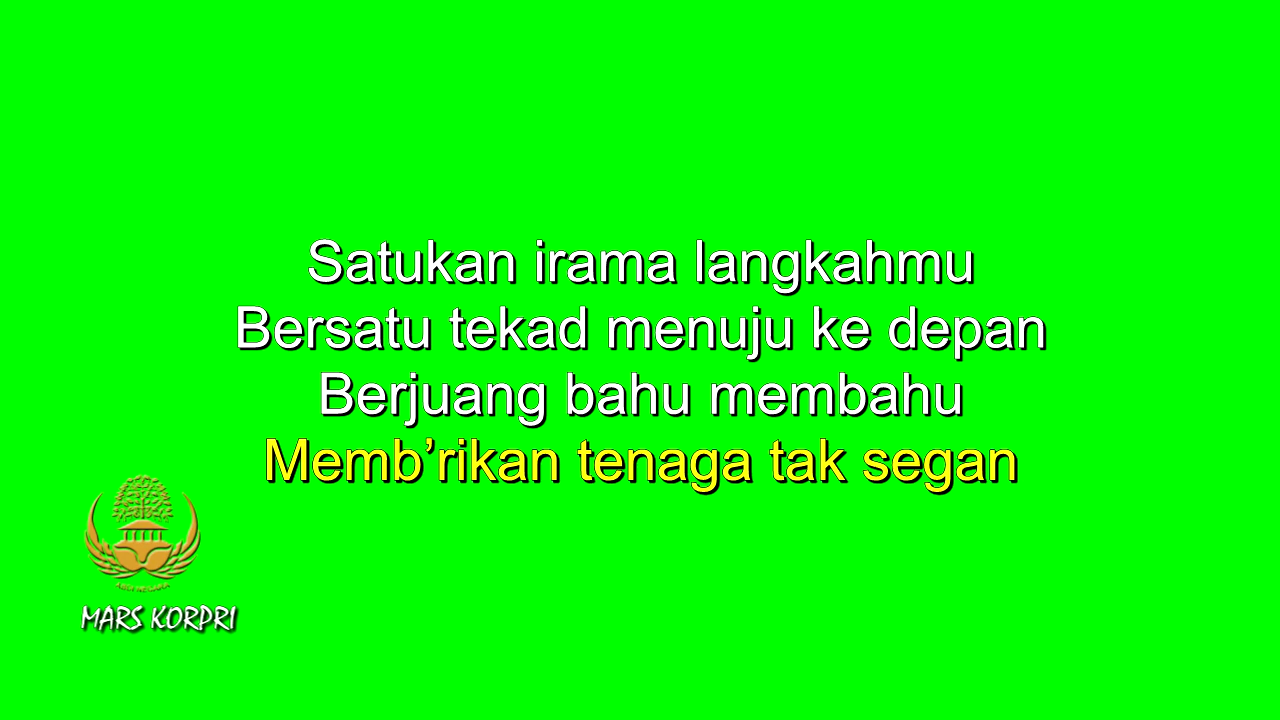 Satukan irama langkahmu
Bersatu tekad menuju ke depan
Berjuang bahu membahu
Memb’rikan tenaga tak segan
MARS KORPRI